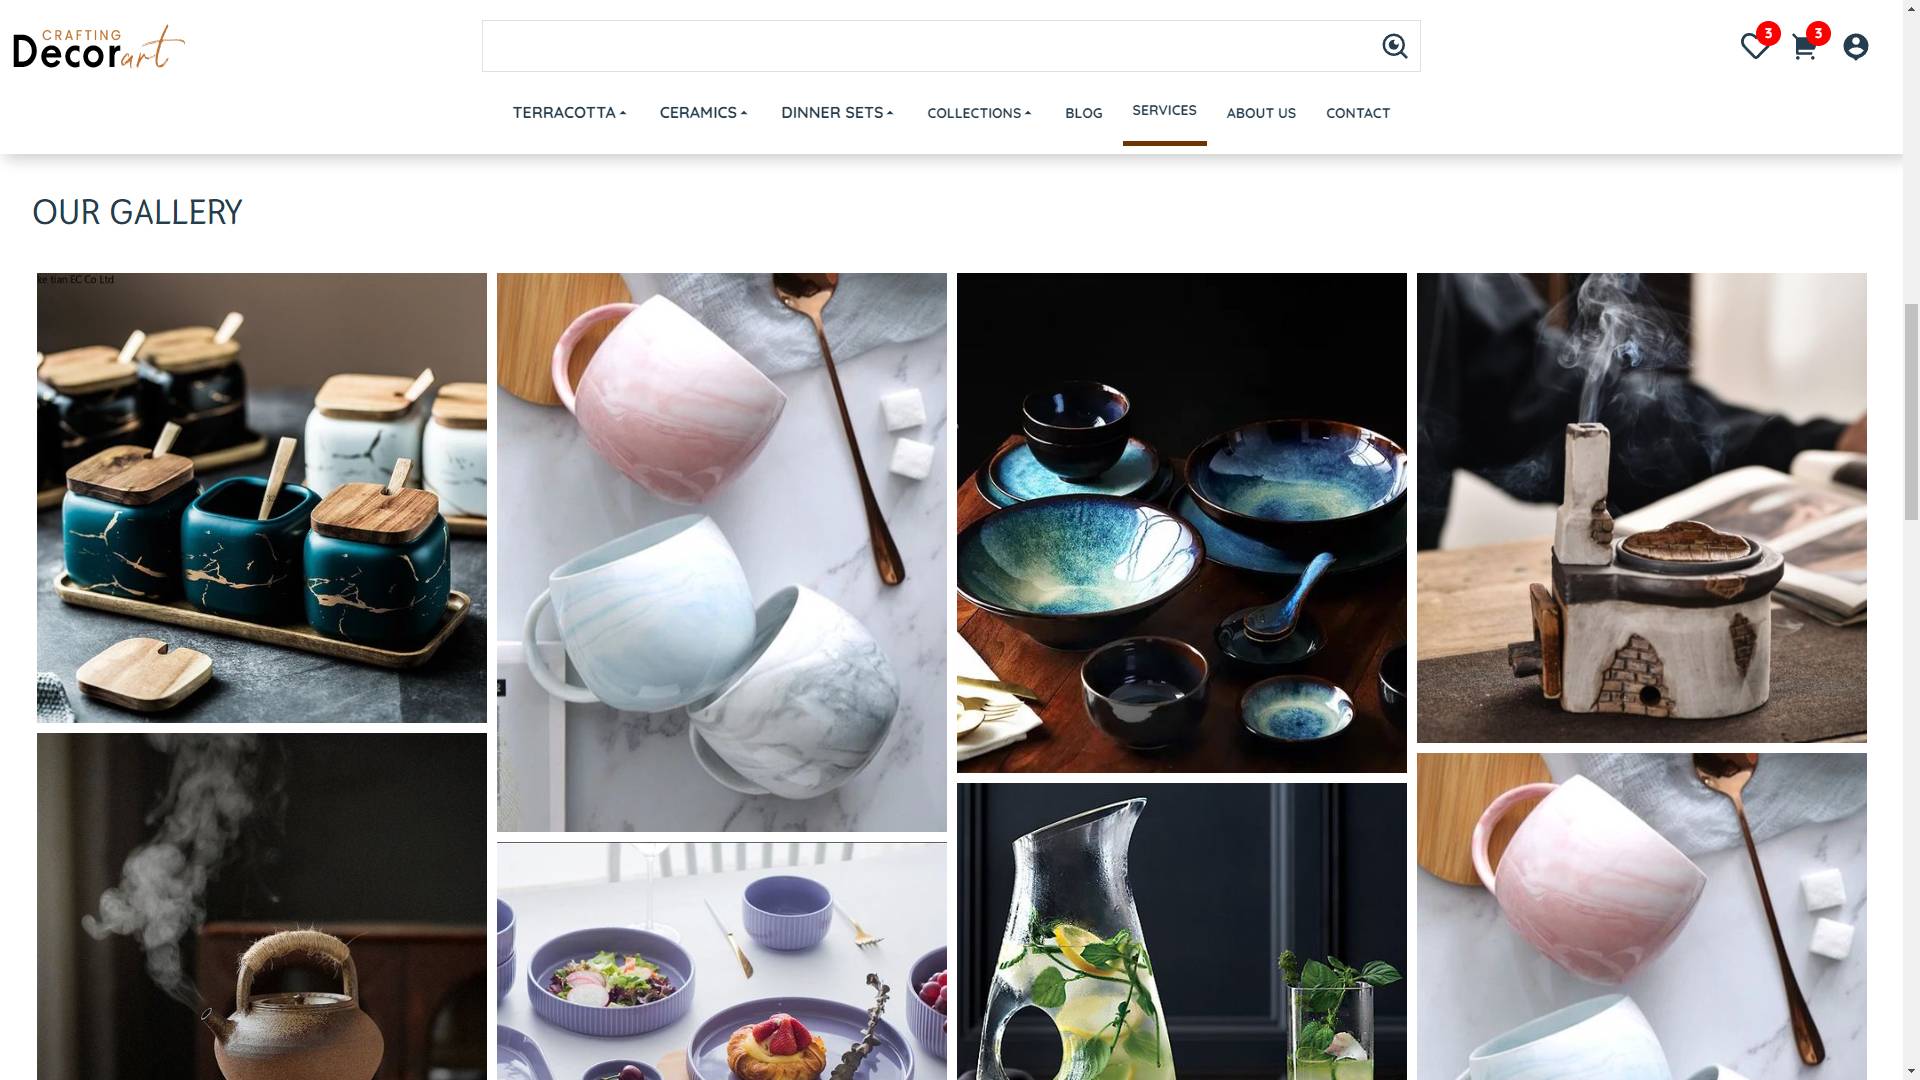 CRAFTING
Decorart
3
3
TERRACOTTA
CERAMICS
DINNER SETS
COLLECTIONS
BLOG
SERVICES
ABOUT US
CONTACT
OUR GALLERY
tian EC Co Ltd